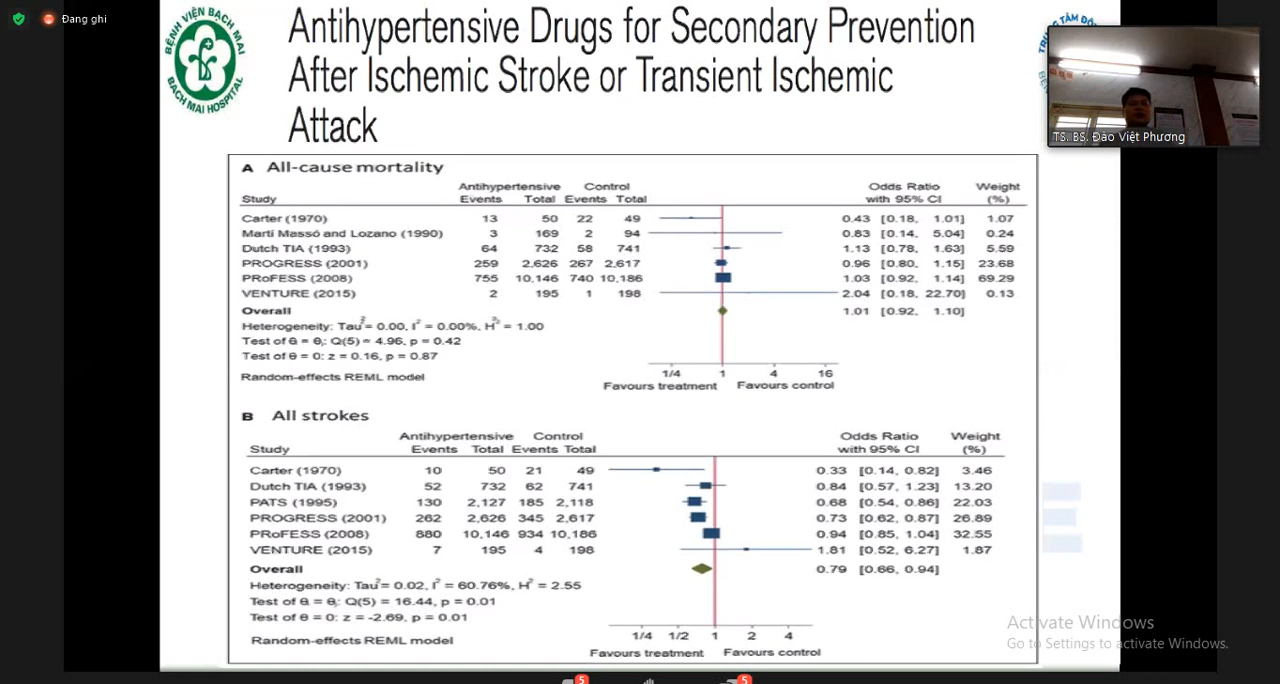 Đang ghi
BỆNH VIỆN BẠCH MAI
BACH MAI HOSPITAL
Antihypertensive Drugs for Secondary Prevention
After Ischemic Stroke or Transient Ischemic
Attack
TRUNG TÂM ĐỘ
TS. BS. Đào Việt Phương
A All-cause mortality
Antihypertensive Control Odds Ratio Weight
Study Events Total Events Total with 95% CI (%)
Carter (1970) 13 50 22 49 0.43 [0.18, 1.01] 1.07
Martí Massó and Lozano (1990) 3 169 2 94 0.83 [0.14, 5.04] 0.24
Dutch TIA (1993) 64 732 58 741 1.13 [0.78, 1.63] 5.59
PROGRESS (2001) 259 2,626 267 2,617 0.96 [0.80, 1.15] 23.68
PRoFESS (2008) 755 10,146 740 10,186 1.03 [0.92, 1.14] 69.29
VENTURE (2015) 2 195 1 198 2.04 [0.18, 22.70] 0.13
Overall 1.01 [0.92, 1.10]
Heterogeneity: Tau² = 0.00, I² = 0.00%, H² = 1.00
Test of θᵢ = θⱼ: Q(5) = 4.96, p = 0.42
Test of θ = 0: z = 0.16, p = 0.87
1/4 1 4 16
Random-effects REML model
Favours treatment Favours control
B All strokes
Antihypertensive Control Odds Ratio Weight
Study Events Total Events Total with 95% CI (%)
Carter (1970) 10 50 21 49 0.33 [0.14, 0.82] 3.46
Dutch TIA (1993) 52 732 62 741 0.84 [0.57, 1.23] 13.20
PATS (1995) 130 2,127 185 2,118 0.68 [0.54, 0.86] 22.03
PROGRESS (2001) 262 2,626 345 2,617 0.73 [0.62, 0.87] 26.89
PRoFESS (2008) 880 10,146 934 10,186 0.94 [0.85, 1.04] 32.55
VENTURE (2015) 7 195 4 198 1.81 [0.52, 6.27] 1.87
Overall 0.79 [0.66, 0.94]
Heterogeneity: Tau² = 0.02, I² = 60.76%, H² = 2.55
Test of θᵢ = θⱼ: Q(5) = 16.44, p = 0.01
Test of θ = 0: z = -2.69, p = 0.01
1/4 1/2 1 2 4
Random-effects REML model
Favours treatment Favours control
Activate Windows
Go to Settings to activate Windows.
5 5